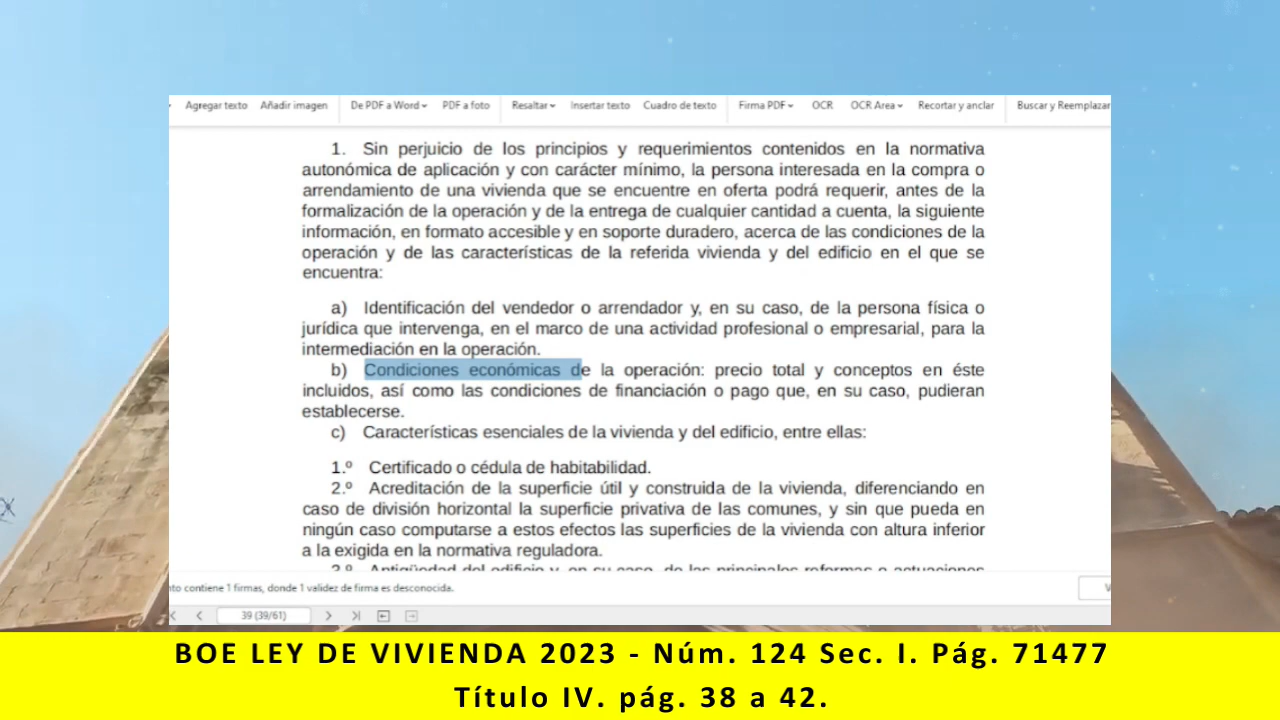 Agregar texto Añadir imagen De PDF a Word PDF a foto Resaltar Insertar texto Cuadro de texto Firma PDF OCR OCR Area Recortar y anclar Buscar y Reemplazar
1. Sin perjuicio de los principios y requerimientos contenidos en la normativa
autonómica de aplicación y con carácter mínimo, la persona interesada en la compra o
arrendamiento de una vivienda que se encuentre en oferta podrá requerir, antes de la
formalización de la operación y de la entrega de cualquier cantidad a cuenta, la siguiente
información, en formato accesible y en soporte duradero, acerca de las condiciones de la
operación y de las características de la referida vivienda y del edificio en el que se
encuentra:
a) Identificación del vendedor o arrendador y, en su caso, de la persona física o
jurídica que intervenga, en el marco de una actividad profesional o empresarial, para la
intermediación en la operación.
b) Condiciones económicas de la operación: precio total y conceptos en éste
incluidos, así como las condiciones de financiación o pago que, en su caso, pudieran
establecerse.
c) Características esenciales de la vivienda y del edificio, entre ellas:
1.º Certificado o cédula de habitabilidad.
2.º Acreditación de la superficie útil y construida de la vivienda, diferenciando en
caso de división horizontal la superficie privativa de las comunes, y sin que pueda en
ningún caso computarse a estos efectos las superficies de la vivienda con altura inferior
a la exigida en la normativa reguladora.
3.º Antigüedad del edificio y, en su caso, de las principales reformas o actuaciones
contiene 1 firmas, donde 1 validez de firma es desconocida.
39 (39/61)
BOE LEY DE VIVIENDA 2023 - Núm. 124 Sec. I. Pág. 71477
Título IV. pág. 38 a 42.